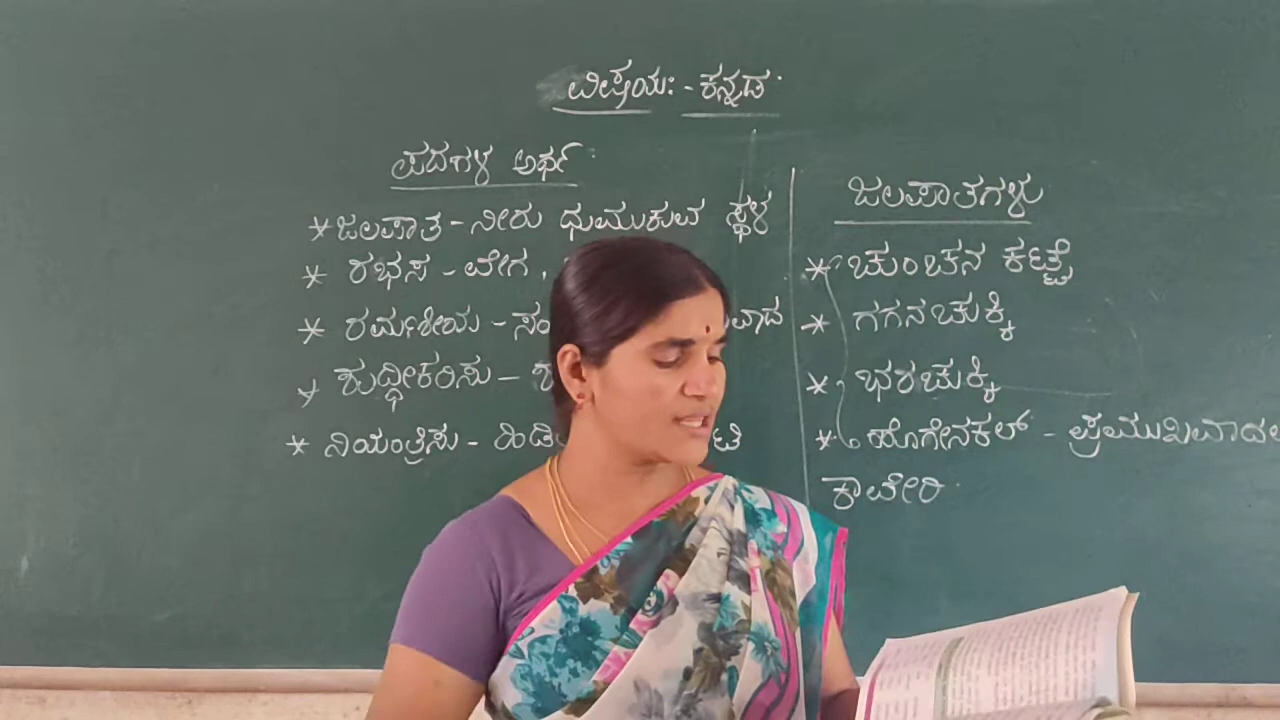 ವಿಷಯ: - ಕನ್ನಡ.
ಪದಗಳ ಅರ್ಥ
* ಜಲಪಾತ - ನೀರು ಧುಮುಕುವ ಸ್ಥಳ
* ರಭಸ - ವೇಗ,
* ರಮಣೀಯ - ವಾದ
* ಶುದ್ಧೀಕರಿಸು -
* ನಿಯಂತ್ರಿಸು -
ಜಲಪಾತಗಳು
* ಚುಂಚನ ಕಟ್ಟೆ
* ಗಗನಚುಕ್ಕಿ
* ಭರಚುಕ್ಕಿ
* ಹೊಗೇನಕಲ್ - ಪ್ರಮುಖವಾದ
ಕಾವೇರಿ.